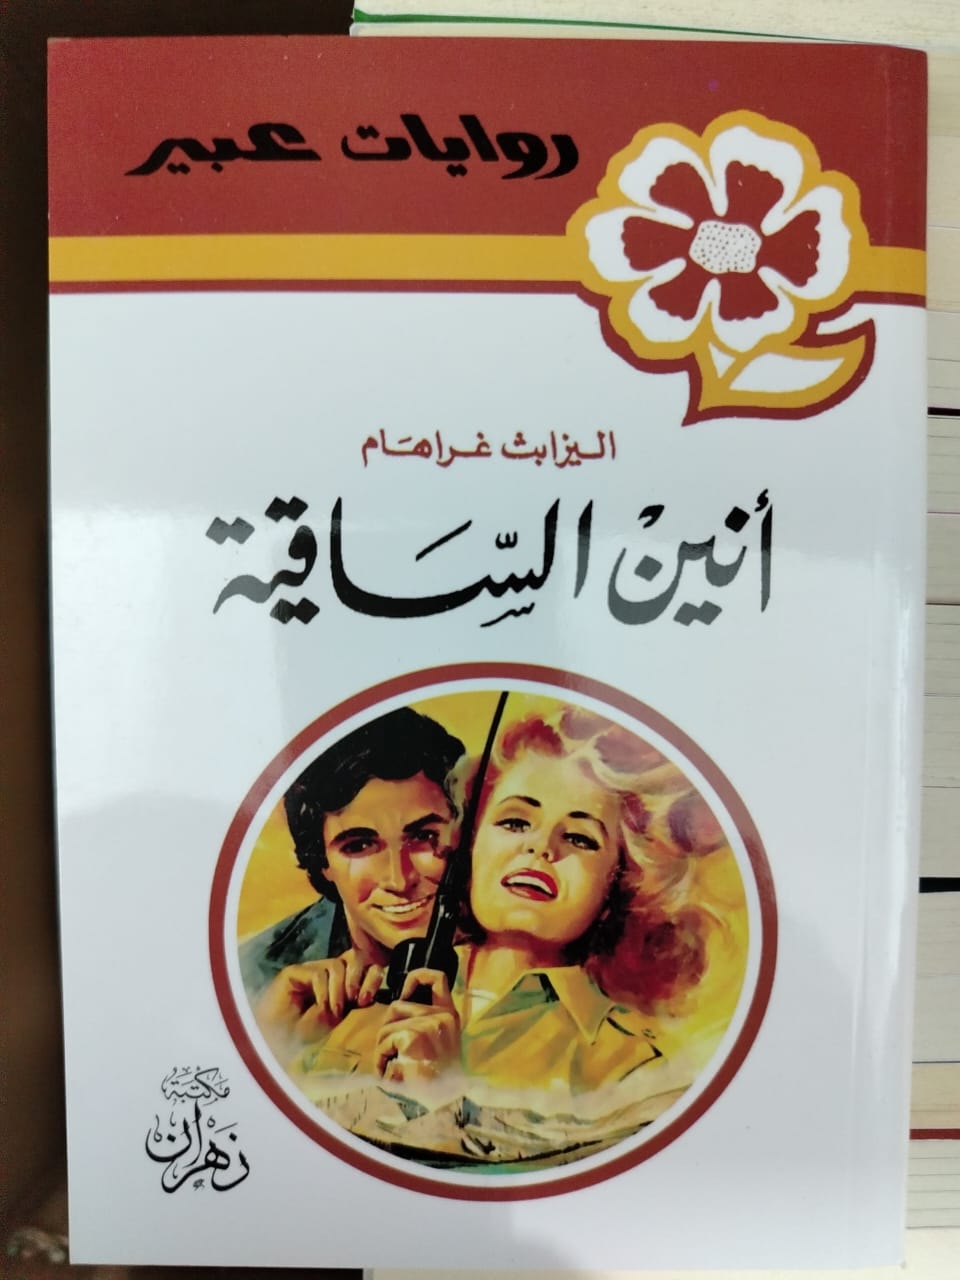 روايات عبير
اليزابث غراهام
أنين السّاقية
مكتبة
زهران